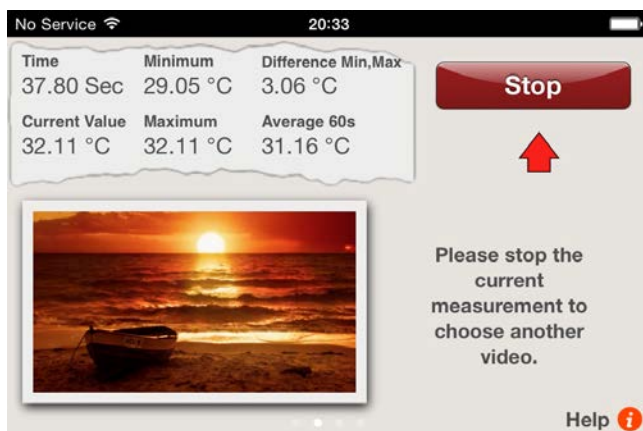 No Service 20:33
Time Minimum Difference Min,Max
37.80 Sec 29.05 °C 3.06 °C
Current Value Maximum Average 60s
32.11 °C 32.11 °C 31.16 °C
Stop
Please stop the
current
measurement to
choose another
video.
Help i